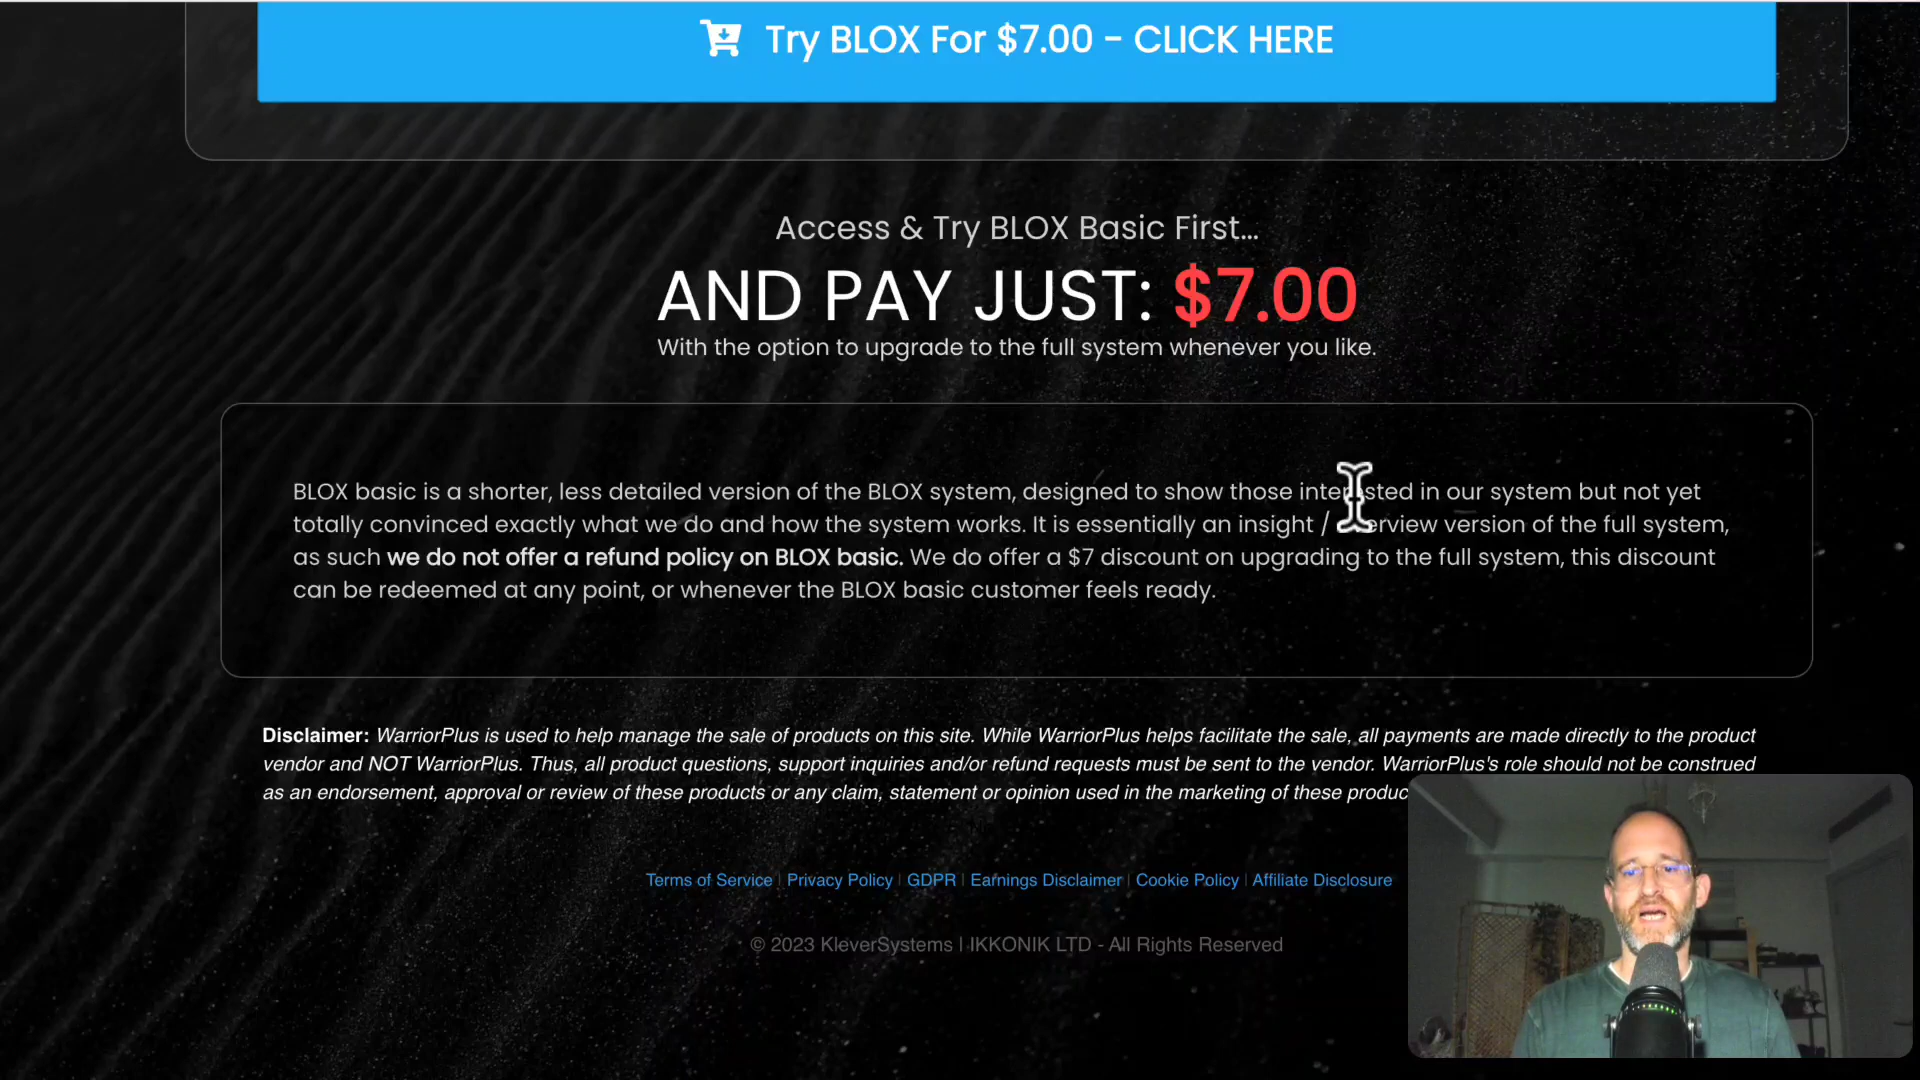 Try BLOX For $7.00 - CLICK HERE
Access & Try BLOX Basic First...
AND PAY JUST: $7.00
With the option to upgrade to the full system whenever you like.
BLOX basic is a shorter, less detailed version of the BLOX system, designed to show those interested in our system but not yet
totally convinced exactly what we do and how the system works. It is essentially an insight / overview version of the full system,
as such we do not offer a refund policy on BLOX basic. We do offer a $7 discount on upgrading to the full system, this discount
can be redeemed at any point, or whenever the BLOX basic customer feels ready.
Disclaimer: WarriorPlus is used to help manage the sale of products on this site. While WarriorPlus helps facilitate the sale, all payments are made directly to the product
vendor and NOT WarriorPlus. Thus, all product questions, support inquiries and/or refund requests must be sent to the vendor. WarriorPlus's role should not be construed
as an endorsement, approval or review of these products or any claim, statement or opinion used in the marketing of these
Terms of Service | Privacy Policy | GDPR | Earnings Disclaimer | Cookie Policy | Affiliate Disclosure
© 2023 KleverSystems | IKKONIK LTD - All Rights Reserved